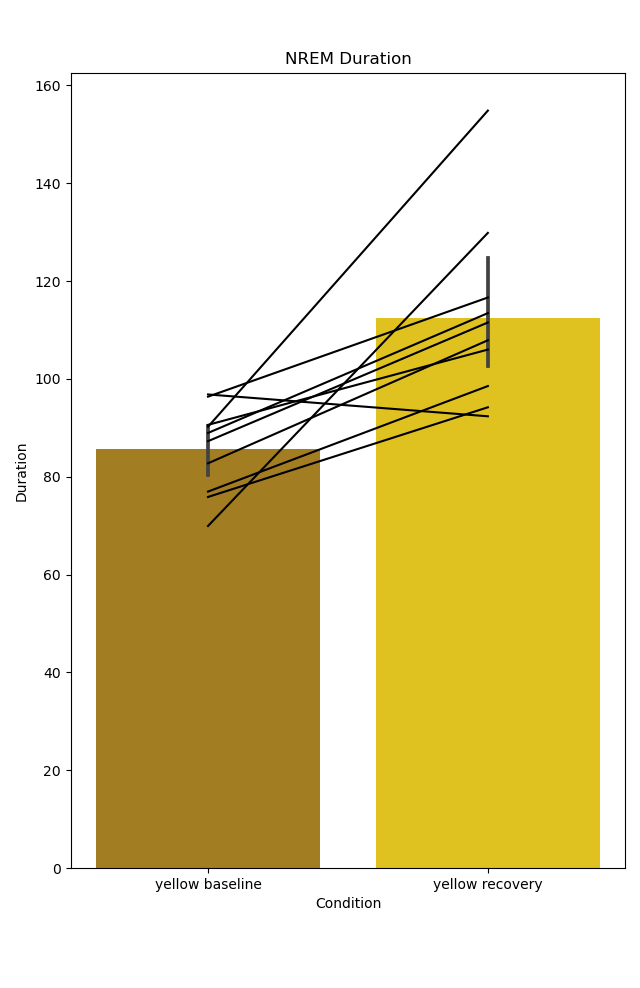 NREM Duration
160
140
120
100
80
60
40
20
0
Duration
yellow baseline
yellow recovery
Condition